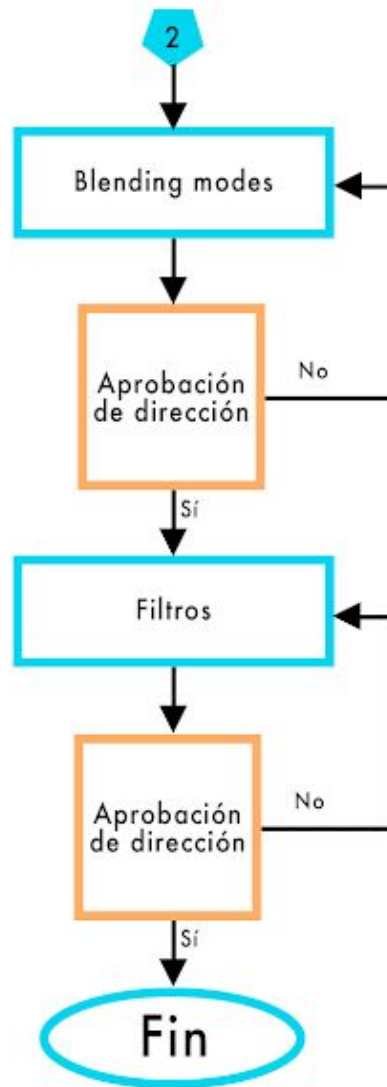 2
Blending modes
Aprobación
de dirección
No
Sí
Filtros
Aprobación
de dirección
No
Sí
Fin